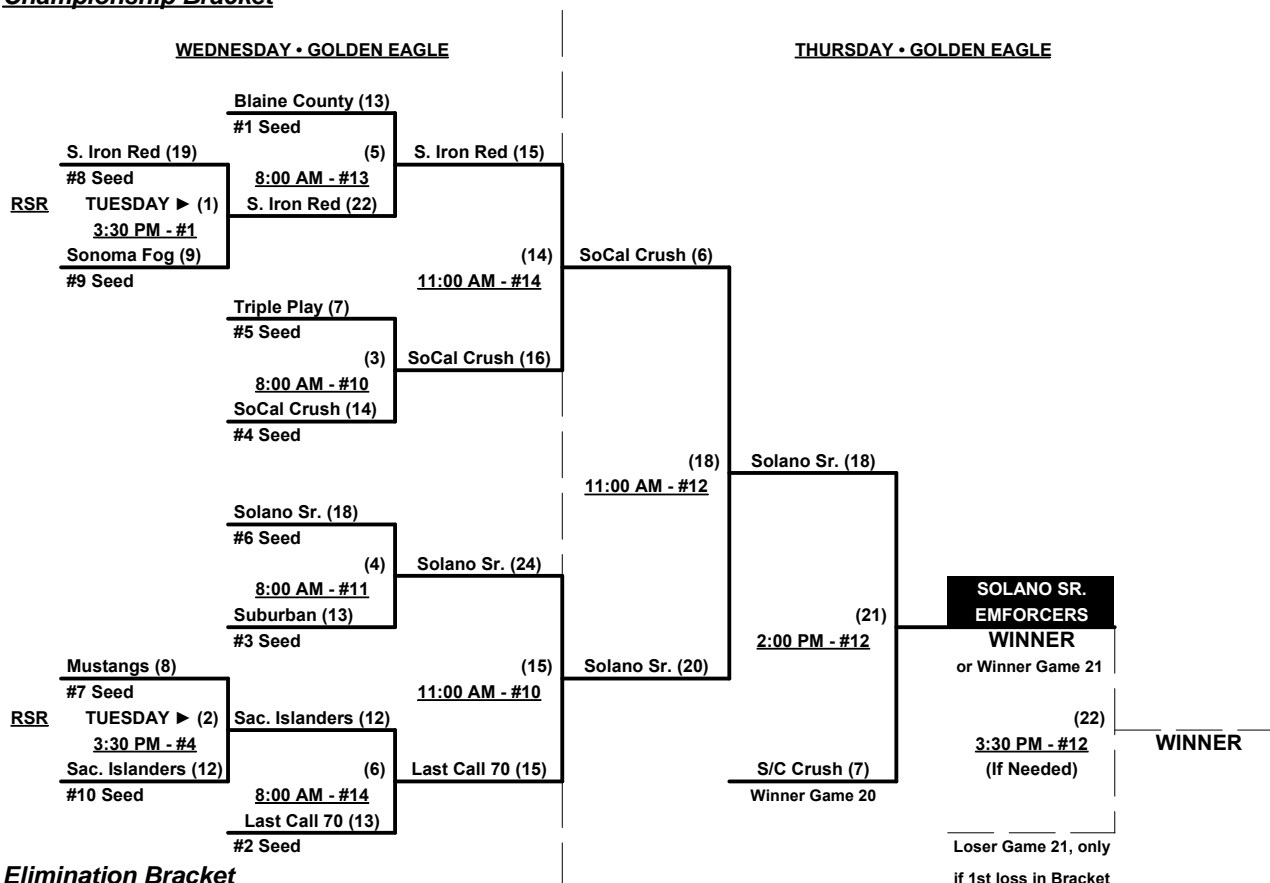 Championship Bracket
WEDNESDAY • GOLDEN EAGLE
THURSDAY • GOLDEN EAGLE
Blaine County (13)
#1 Seed
S. Iron Red (19)
(5)
S. Iron Red (15)
#8 Seed
8:00 AM - #13
RSR
TUESDAY ► (1)
S. Iron Red (22)
3:30 PM - #1
Sonoma Fog (9)
(14)
SoCal Crush (6)
#9 Seed
11:00 AM - #14
Triple Play (7)
#5 Seed
(3)
SoCal Crush (16)
8:00 AM - #10
SoCal Crush (14)
#4 Seed
(18)
Solano Sr. (18)
11:00 AM - #12
Solano Sr. (18)
#6 Seed
(4)
Solano Sr. (24)
8:00 AM - #11
SOLANO SR.
EMFORCERS
Suburban (13)
(21)
#3 Seed
2:00 PM - #12
WINNER
or Winner Game 21
Mustangs (8)
(15)
Solano Sr. (20)
#7 Seed
11:00 AM - #10
RSR
TUESDAY ► (2)
Sac. Islanders (12)
(22)
3:30 PM - #4
3:30 PM - #12
WINNER
Sac. Islanders (12)
(6)
Last Call 70 (15)
S/C Crush (7)
(If Needed)
#10 Seed
8:00 AM - #14
Winner Game 20
Last Call 70 (13)
#2 Seed
Loser Game 21, only
Elimination Bracket
if 1st loss in Bracket